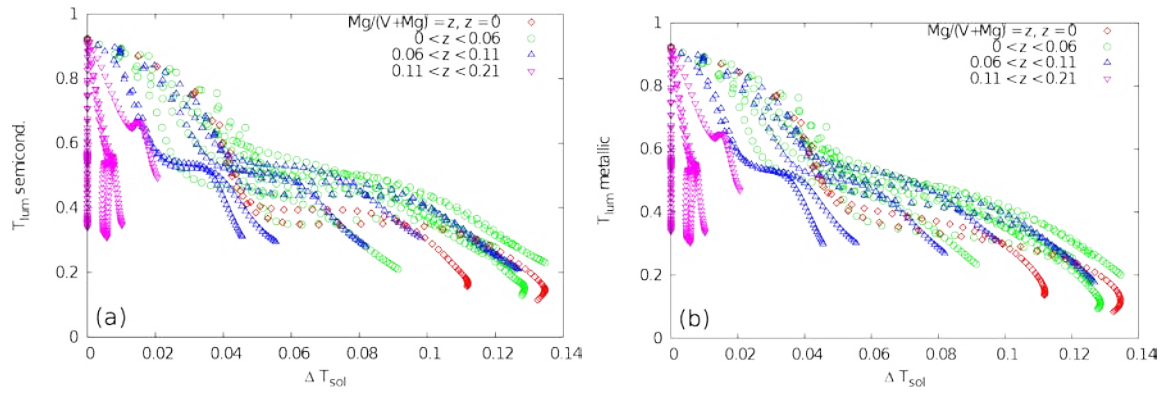 Mg/(V+Mg) = z, z=0
0 < z < 0.06
0.06 < z < 0.11
0.11 < z < 0.21
1
0.8
0.6
0.4
0.2
0
T_lum semicond.
(a)
0 0.02 0.04 0.06 0.08 0.1 0.12 0.14
Δ T_sol
Mg/(V+Mg) = z, z=0
0 < z < 0.06
0.06 < z < 0.11
0.11 < z < 0.21
1
0.8
0.6
0.4
0.2
0
T_lum metallic
(b)
0 0.02 0.04 0.06 0.08 0.1 0.12 0.14
Δ T_sol